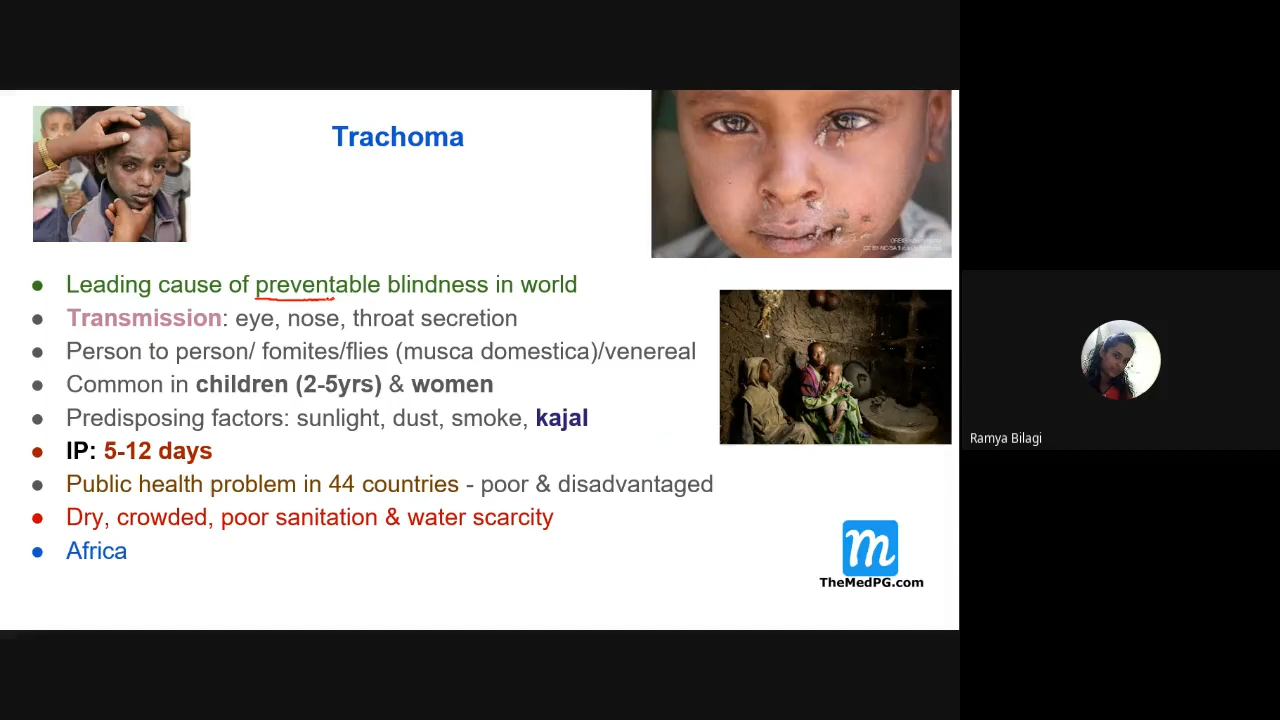 Trachoma
● Leading cause of preventable blindness in world
● Transmission: eye, nose, throat secretion
● Person to person/ fomites/flies (musca domestica)/venereal
● Common in children (2-5yrs) & women
● Predisposing factors: sunlight, dust, smoke, kajal
● IP: 5-12 days
● Public health problem in 44 countries - poor & disadvantaged
● Dry, crowded, poor sanitation & water scarcity
● Africa
m
TheMedPG.com
Ramya Bilagi